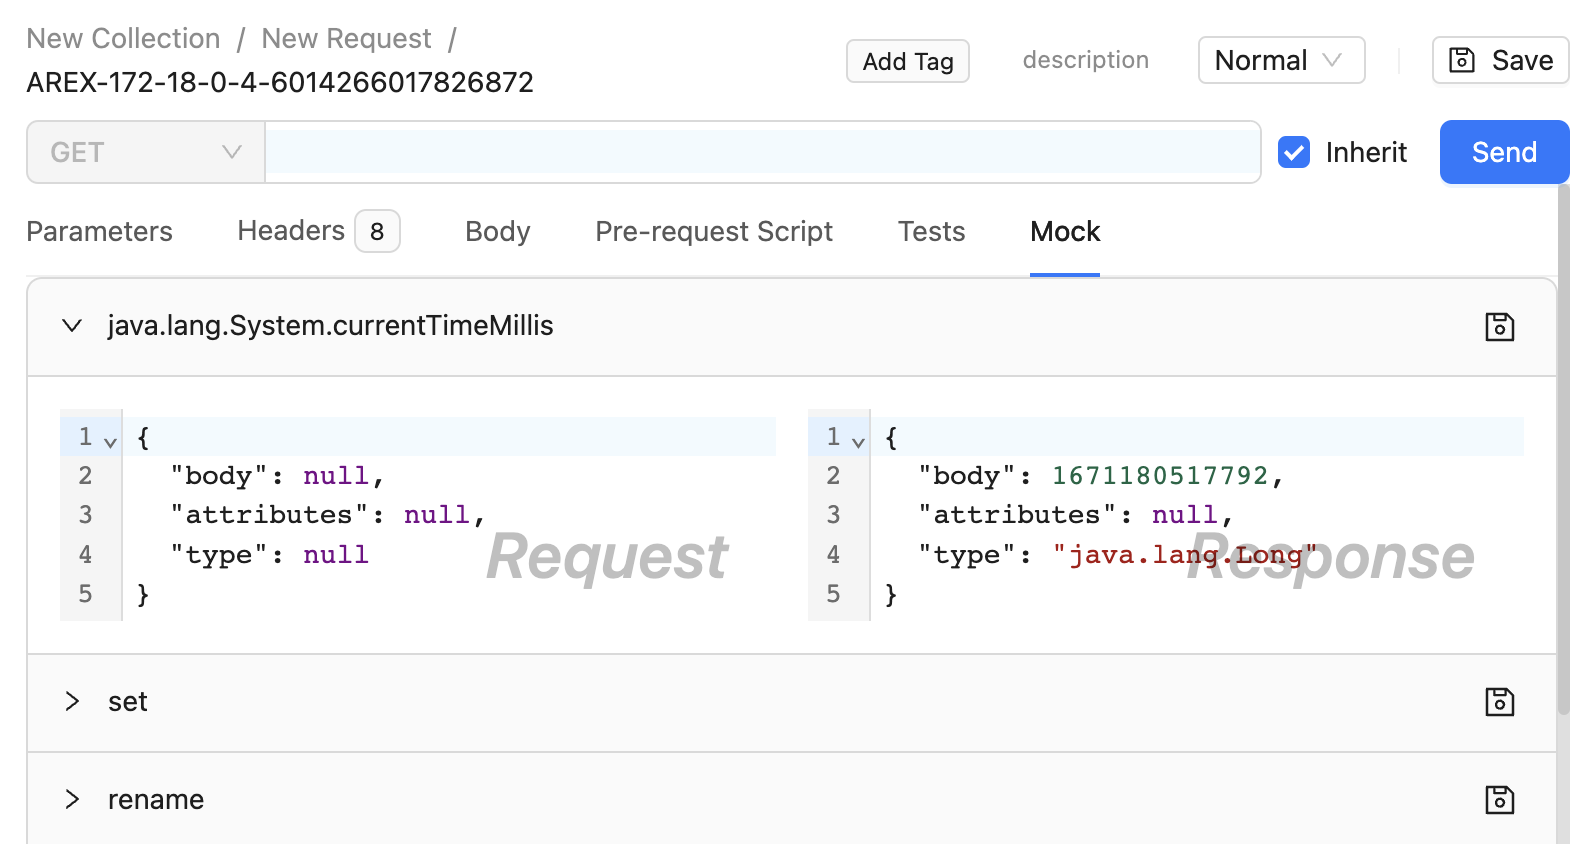 New Collection / New Request /
AREX-172-18-0-4-6014266017826872
Add Tag
description
Normal
Save
GET
Inherit
Send
Parameters
Headers 8
Body
Pre-request Script
Tests
Mock
java.lang.System.currentTimeMillis
1 {
2 "body": null,
3 "attributes": null,
4 "type": null
5 }
Request
1 {
2 "body": 1671180517792,
3 "attributes": null,
4 "type": "java.lang.Long"
5 }
Response
set
rename